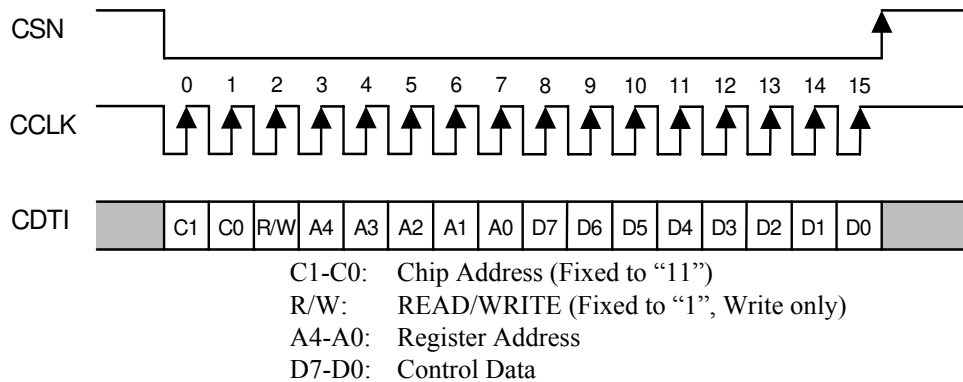 CSN
0 1 2 3 4 5 6 7 8 9 10 11 12 13 14 15
CCLK
CDTI C1 C0 R/W A4 A3 A2 A1 A0 D7 D6 D5 D4 D3 D2 D1 D0
C1-C0: Chip Address (Fixed to “11”)
R/W: READ/WRITE (Fixed to “1”, Write only)
A4-A0: Register Address
D7-D0: Control Data